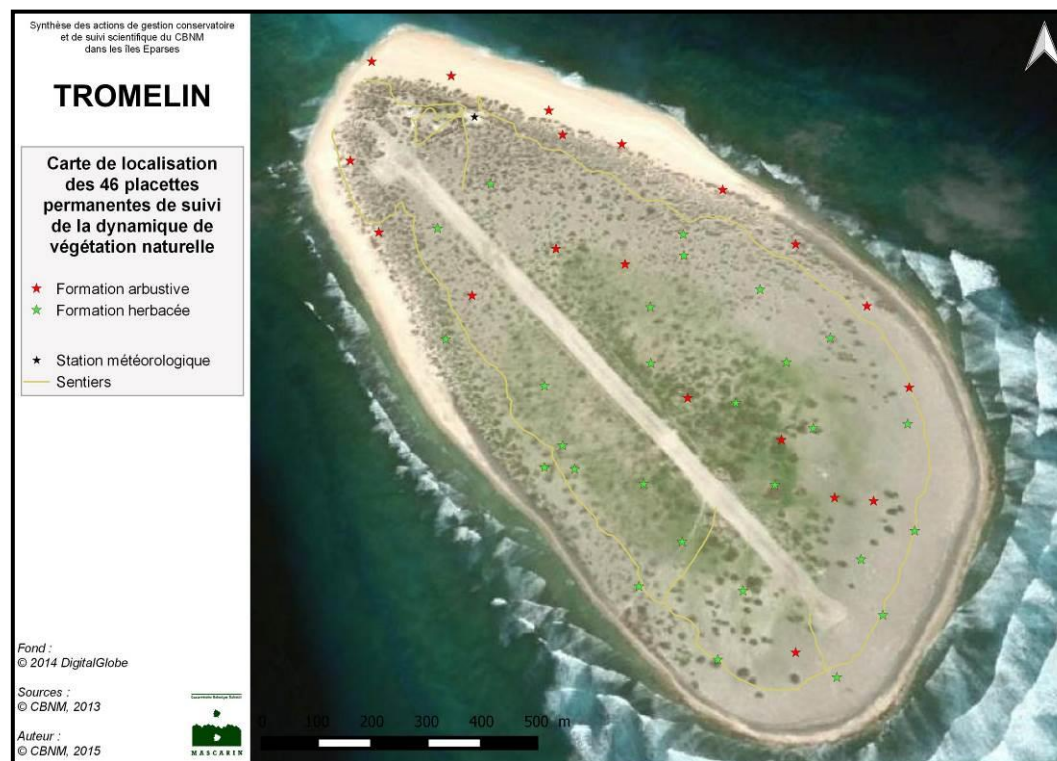 Synthèse des actions de gestion conservatoire
et de suivi scientifique du CBNM
dans les îles Eparses
TROMELIN
Carte de localisation
des 46 placettes
permanentes de suivi
de la dynamique de
végétation naturelle
Formation arbustive
Formation herbacée
Station météorologique
Sentiers
Fond :
© 2014 DigitalGlobe
Sources :
© CBNM, 2013
Auteur :
© CBNM, 2015
MASCARIN
0 100 200 300 400 500 m